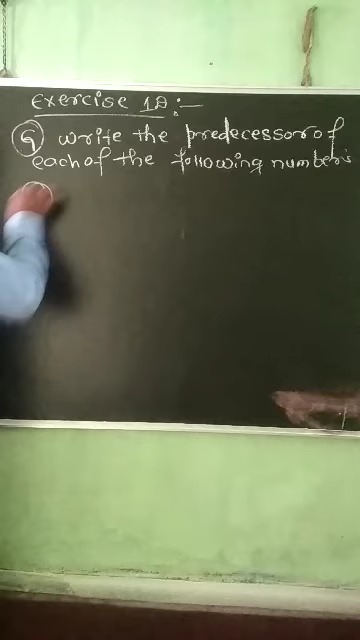 Exercise 1D :-
Q write the predecessor of
each of the following numbers